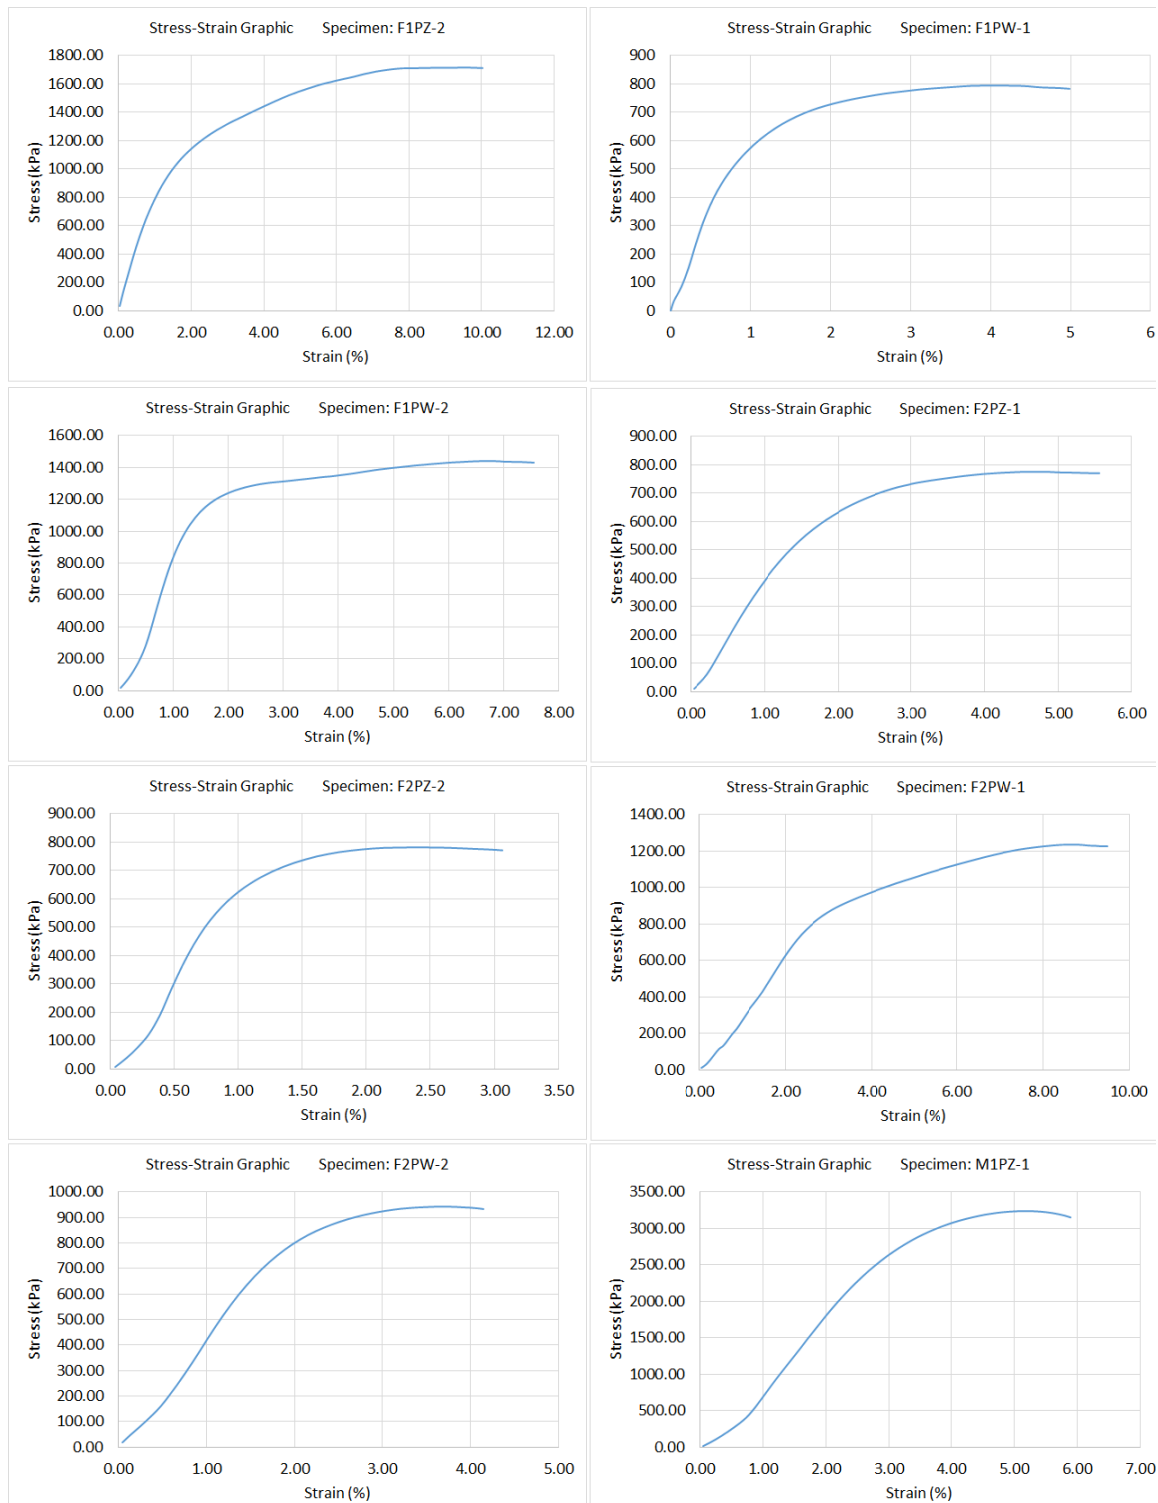 Stress-Strain Graphic Specimen: F1PZ-2
1800.00
1600.00
1400.00
1200.00
1000.00
800.00
600.00
400.00
200.00
0.00
Stress(kPa)
0.00 2.00 4.00 6.00 8.00 10.00 12.00
Strain (%)
Stress-Strain Graphic Specimen: F1PW-1
900
800
700
600
500
400
300
200
100
0
Stress(kPa)
0 1 2 3 4 5 6
Strain (%)
Stress-Strain Graphic Specimen: F1PW-2
1600.00
1400.00
1200.00
1000.00
800.00
600.00
400.00
200.00
0.00
Stress(kPa)
0.00 1.00 2.00 3.00 4.00 5.00 6.00 7.00 8.00
Strain (%)
Stress-Strain Graphic Specimen: F2PZ-1
900.00
800.00
700.00
600.00
500.00
400.00
300.00
200.00
100.00
0.00
Stress(kPa)
0.00 1.00 2.00 3.00 4.00 5.00 6.00
Strain (%)
Stress-Strain Graphic Specimen: F2PZ-2
900.00
800.00
700.00
600.00
500.00
400.00
300.00
200.00
100.00
0.00
Stress(kPa)
0.00 0.50 1.00 1.50 2.00 2.50 3.00 3.50
Strain (%)
Stress-Strain Graphic Specimen: F2PW-1
1400.00
1200.00
1000.00
800.00
600.00
400.00
200.00
0.00
Stress(kPa)
0.00 2.00 4.00 6.00 8.00 10.00
Strain (%)
Stress-Strain Graphic Specimen: F2PW-2
1000.00
900.00
800.00
700.00
600.00
500.00
400.00
300.00
200.00
100.00
0.00
Stress(kPa)
0.00 1.00 2.00 3.00 4.00 5.00
Strain (%)
Stress-Strain Graphic Specimen: M1PZ-1
3500.00
3000.00
2500.00
2000.00
1500.00
1000.00
500.00
0.00
Stress(kPa)
0.00 1.00 2.00 3.00 4.00 5.00 6.00 7.00
Strain (%)